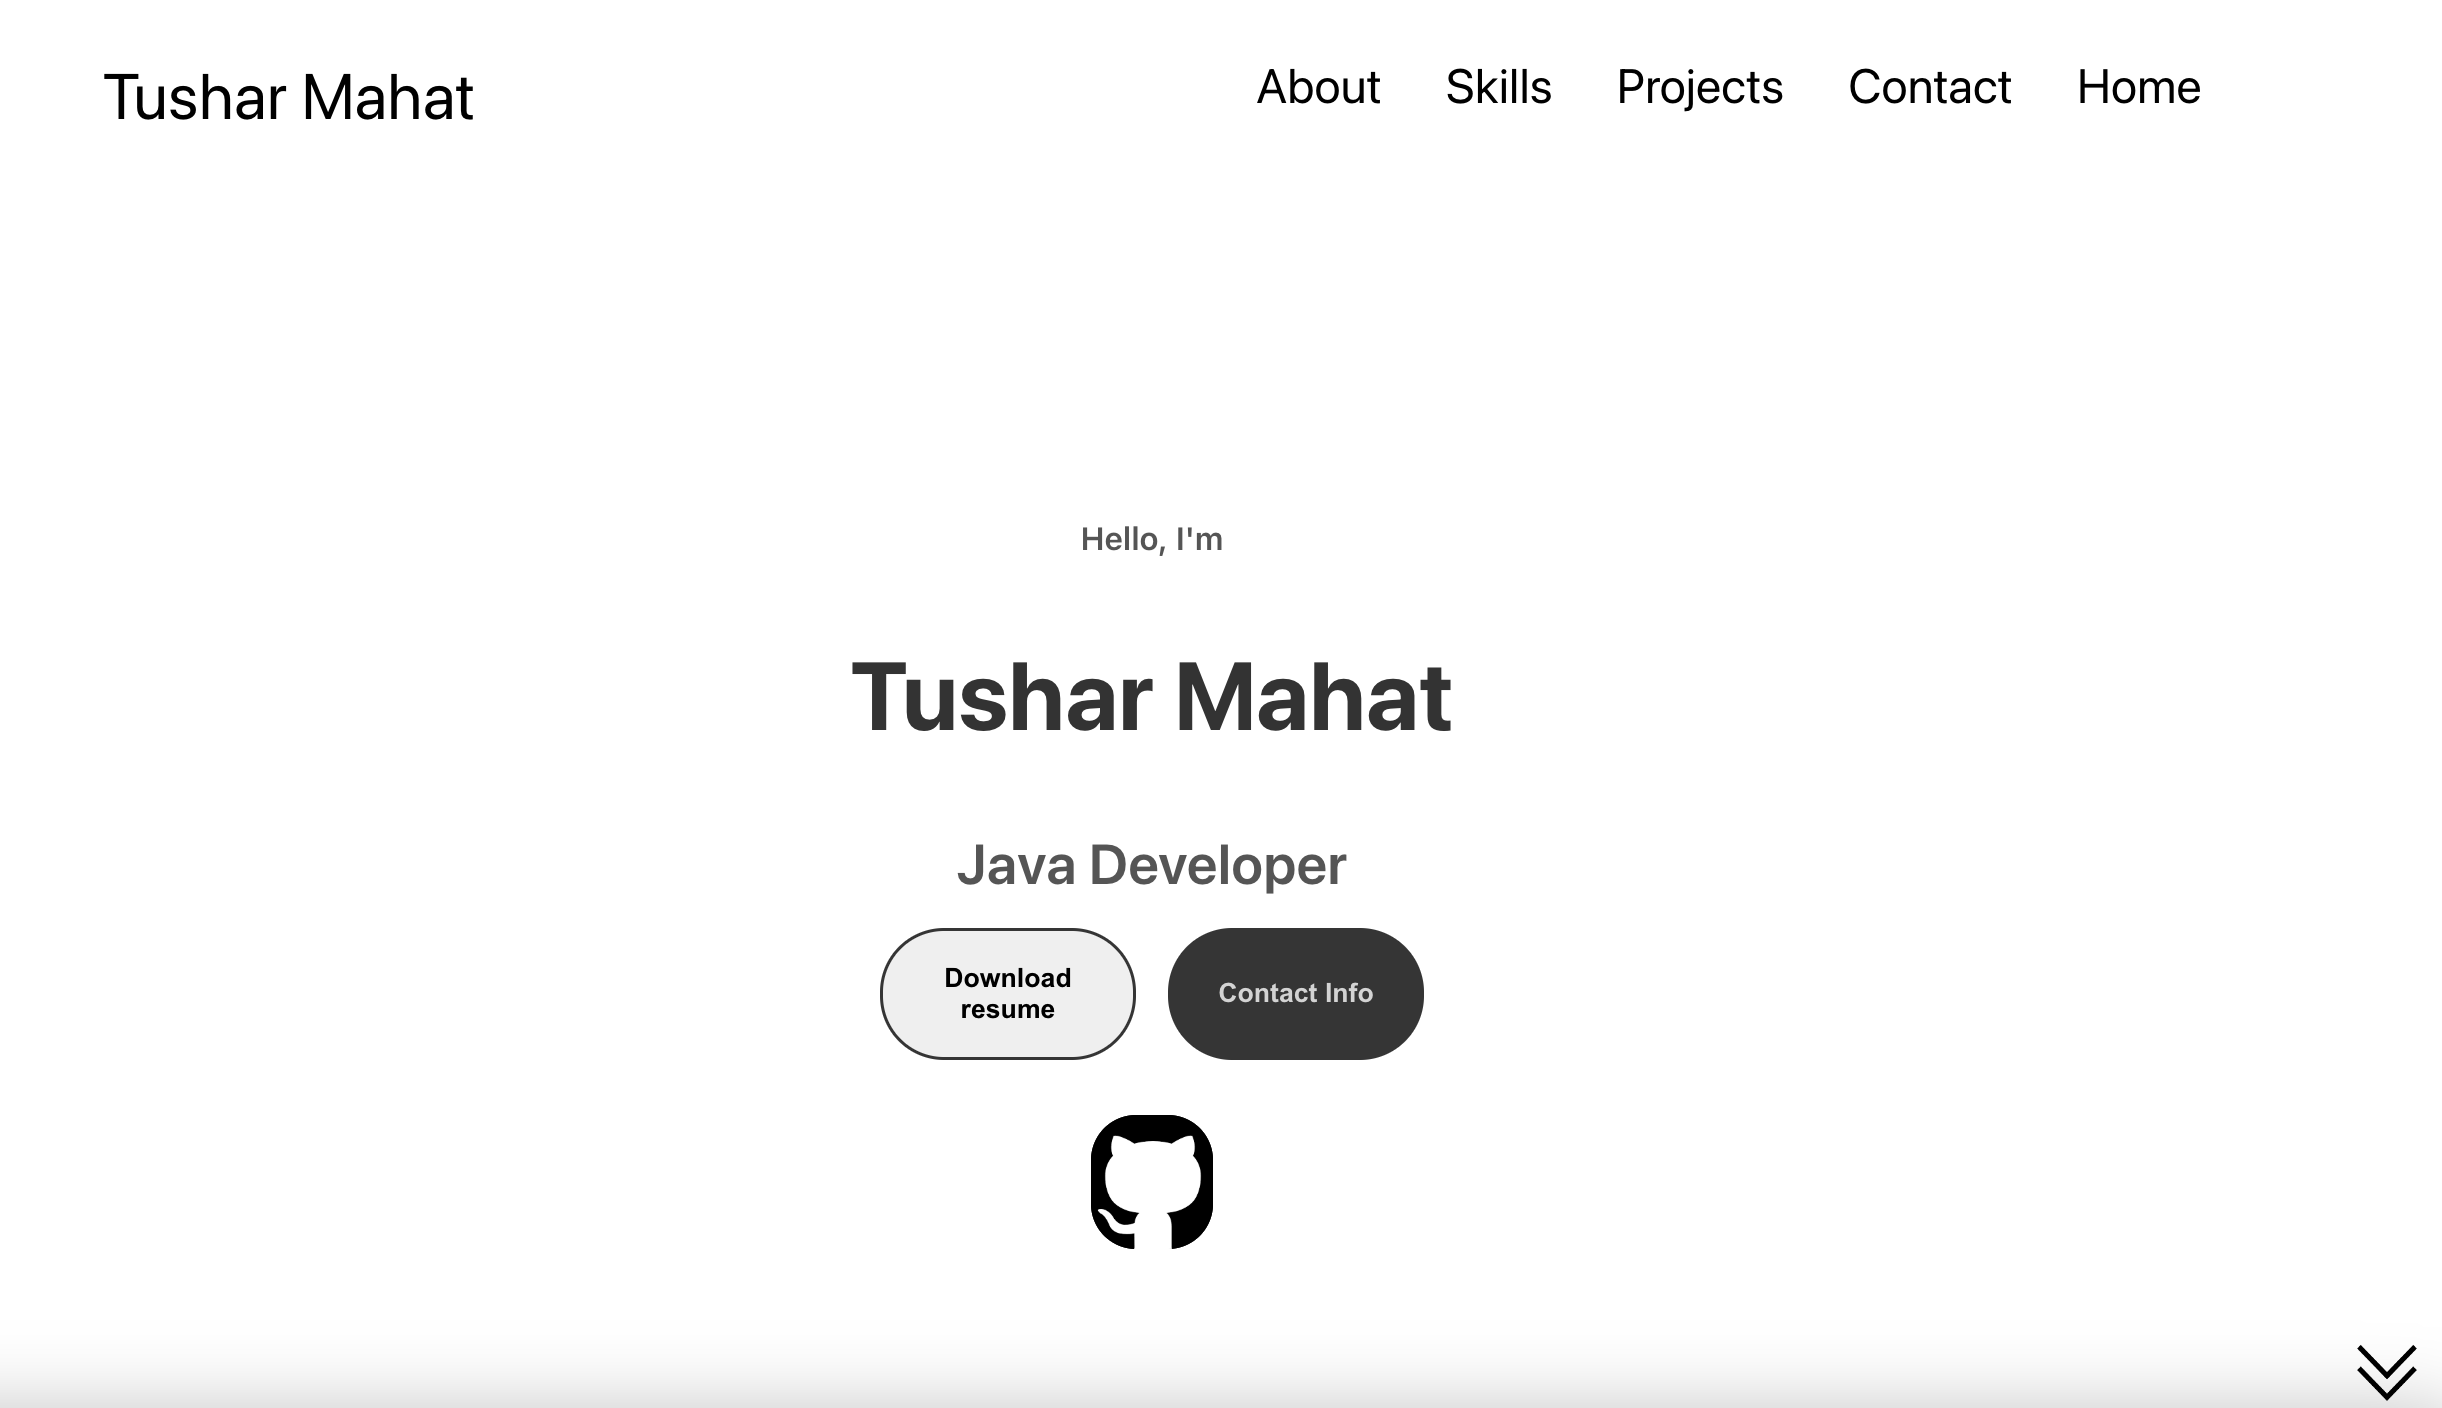 Tushar Mahat
About Skills Projects Contact Home
Hello, I'm
Tushar Mahat
Java Developer
Download
resume
Contact Info